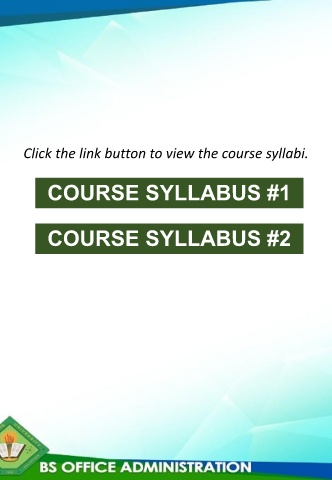 Click the link button to view the course syllabi.
COURSE SYLLABUS #1
COURSE SYLLABUS #2
BS OFFICE ADMINISTRATION